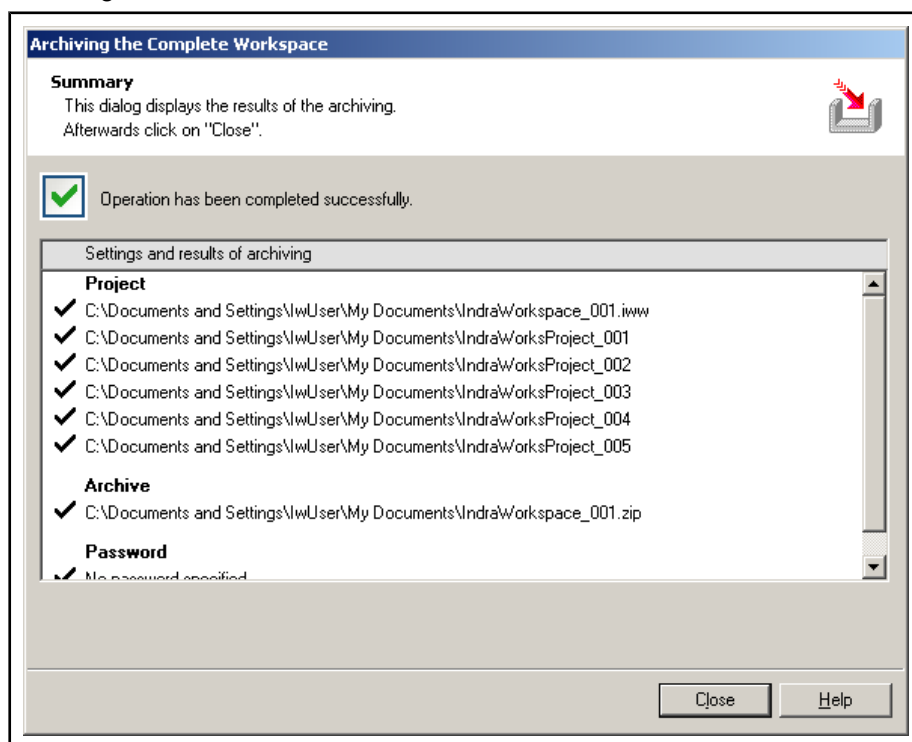 Archiving the Complete Workspace
Summary
This dialog displays the results of the archiving.
Afterwards click on "Close".
Operation has been completed successfully.
Settings and results of archiving
Project
C:\Documents and Settings\IwUser\My Documents\IndraWorkspace_001.iww
C:\Documents and Settings\IwUser\My Documents\IndraWorksProject_001
C:\Documents and Settings\IwUser\My Documents\IndraWorksProject_002
C:\Documents and Settings\IwUser\My Documents\IndraWorksProject_003
C:\Documents and Settings\IwUser\My Documents\IndraWorksProject_004
C:\Documents and Settings\IwUser\My Documents\IndraWorksProject_005
Archive
C:\Documents and Settings\IwUser\My Documents\IndraWorkspace_001.zip
Password
No password specified
Close
Help